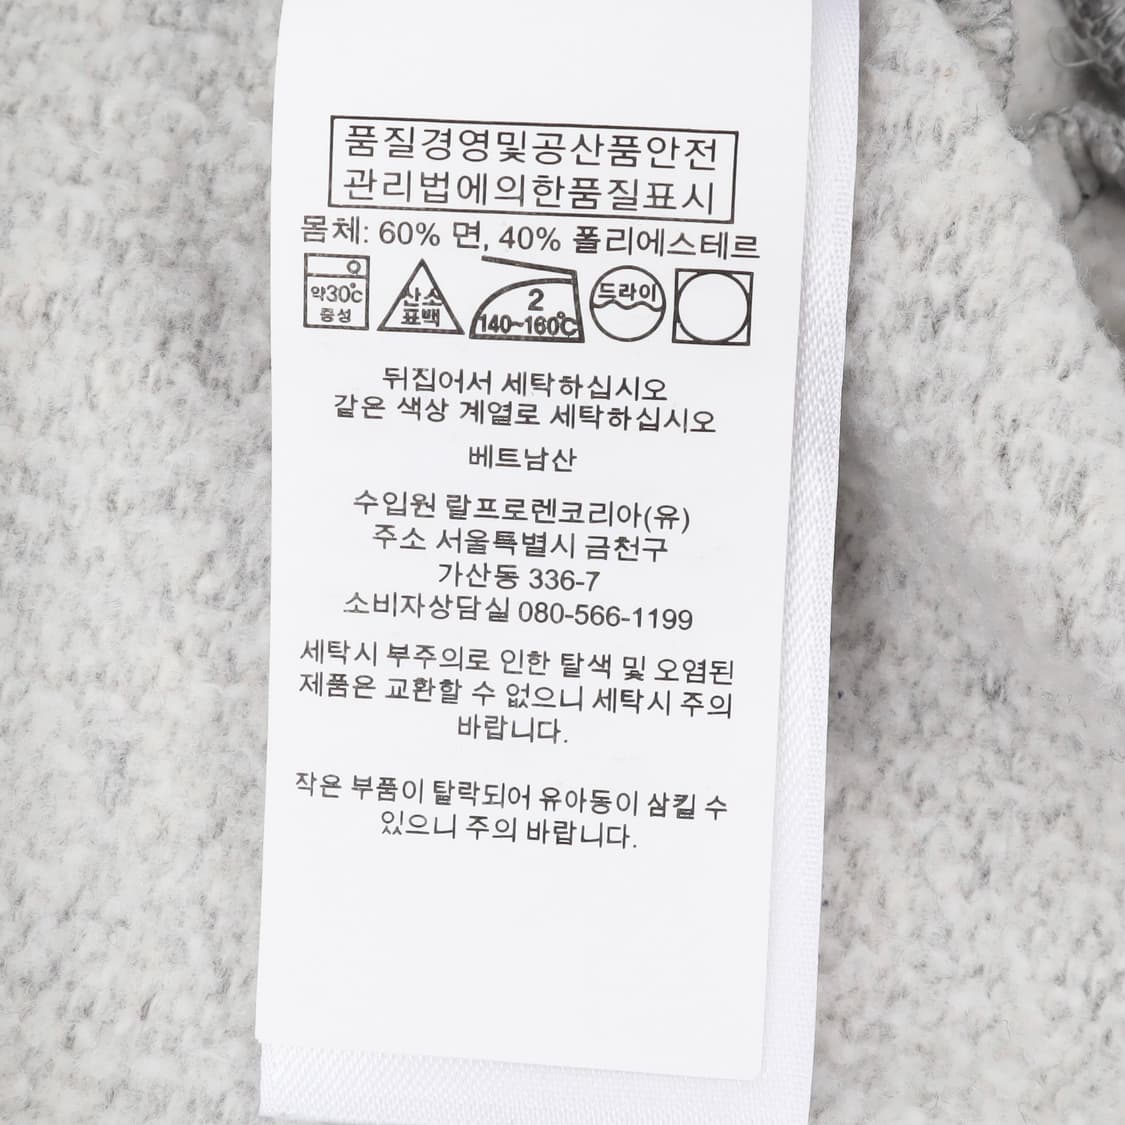 품질경영및공산품안전
관리법에의한품질표시
몸체: 60% 면, 40% 폴리에스테르
약30℃
중성
산소
표백
2
140~160℃
드라이
뒤집어서 세탁하십시오
같은 색상 계열로 세탁하십시오
베트남산
수입원 랄프로렌코리아(유)
주소 서울특별시 금천구
가산동 336-7
소비자상담실 080-566-1199
세탁시 부주의로 인한 탈색 및 오염된
제품은 교환할 수 없으니 세탁시 주의
바랍니다.
작은 부품이 탈락되어 유아동이 삼킬 수
있으니 주의 바랍니다.